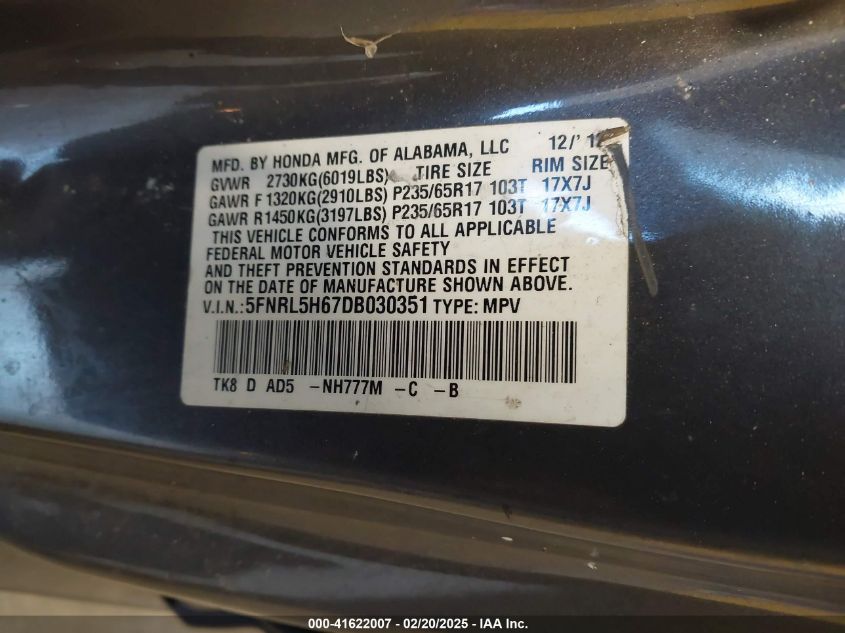 MFD. BY HONDA MFG. OF ALABAMA, LLC 12/'12
GVWR 2730KG(6019LBS) TIRE SIZE RIM SIZE
GAWR F 1320KG(2910LBS) P235/65R17 103T 17X7J
GAWR R1450KG(3197LBS) P235/65R17 103T 17X7J
THIS VEHICLE CONFORMS TO ALL APPLICABLE
FEDERAL MOTOR VEHICLE SAFETY
AND THEFT PREVENTION STANDARDS IN EFFECT
ON THE DATE OF MANUFACTURE SHOWN ABOVE.
V.I.N.:5FNRL5H67DB030351 TYPE: MPV
TK8 D AD5 -NH777M -C -B
000-41622007 - 02/20/2025 - IAA Inc.